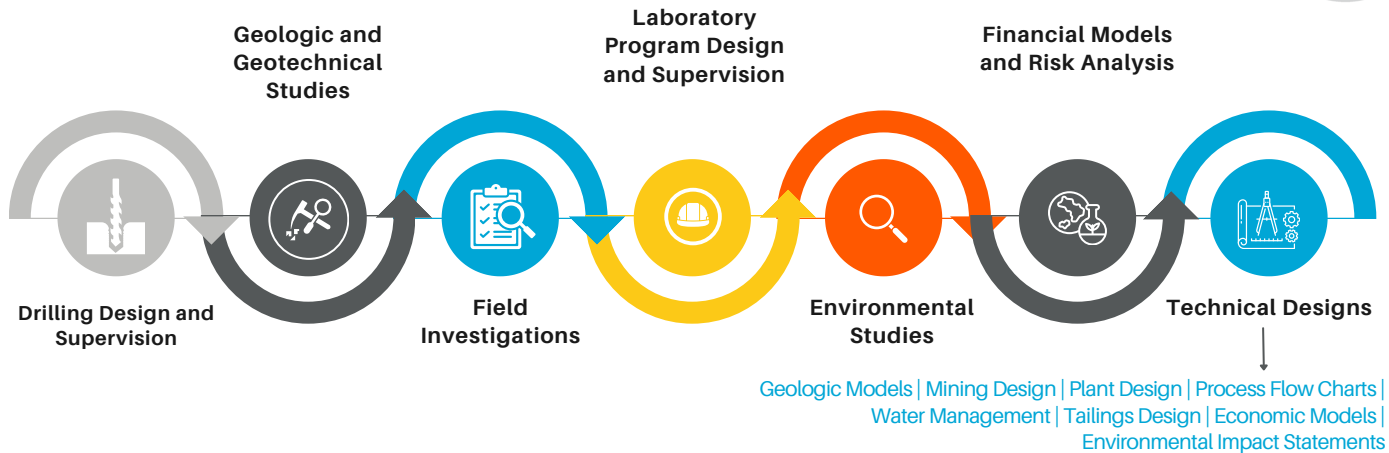 Geologic and
Geotechnical
Studies
Laboratory
Program Design
and Supervision
Financial Models
and Risk Analysis
Drilling Design and
Supervision
Field
Investigations
Environmental
Studies
Technical Designs
Geologic Models | Mining Design | Plant Design | Process Flow Charts |
Water Management | Tailings Design | Economic Models |
Environmental Impact Statements